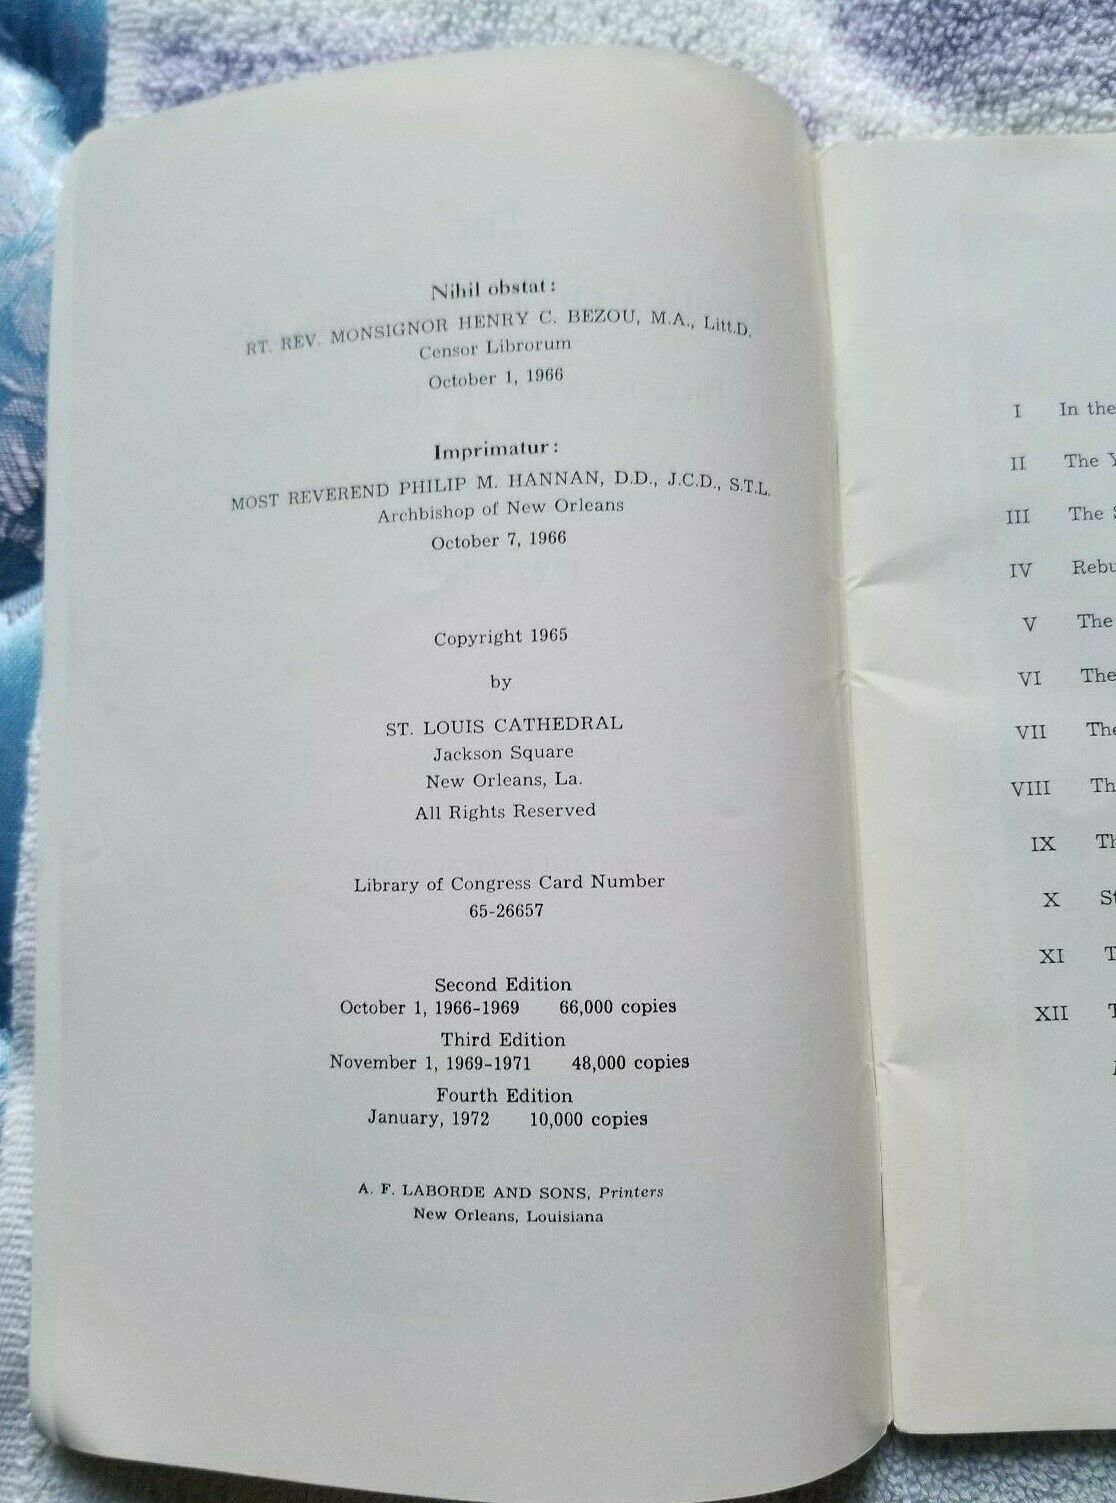 Nihil obstat:
RT. REV. MONSIGNOR HENRY C. BEZOU, M.A., Litt.D.
Censor Librorum
October 1, 1966
Imprimatur:
MOST REVEREND PHILIP M. HANNAN, D.D., J.C.D., S.T.L.
Archbishop of New Orleans
October 7, 1966
Copyright 1965
by
ST. LOUIS CATHEDRAL
Jackson Square
New Orleans, La.
All Rights Reserved
Library of Congress Card Number
65-26657
Second Edition
October 1, 1966-1969 66,000 copies
Third Edition
November 1, 1969-1971 48,000 copies
Fourth Edition
January, 1972 10,000 copies
A. F. LABORDE AND SONS, Printers
New Orleans, Louisiana
I In the
II The
III The
IV
V The
VI The
VII The
VIII
IX
X
XI
XII